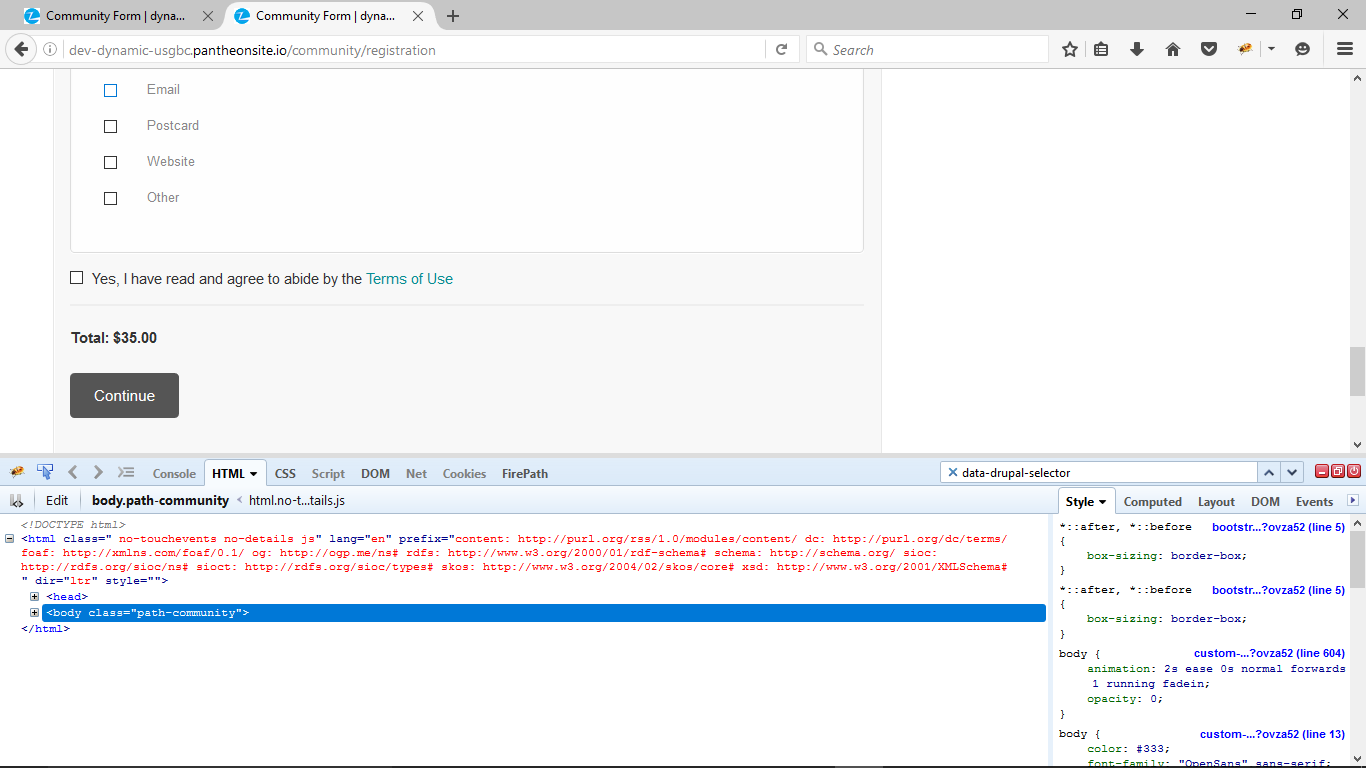 Community Form | dyna...
Community Form | dyna...
dev-dynamic-usgbc.pantheonsite.io/community/registration
Search
Email
Postcard
Website
Other
Yes, I have read and agree to abide by the Terms of Use
Total: $35.00
Continue
Console HTML CSS Script DOM Net Cookies FirePath
data-drupal-selector
Edit body.path-community < html.no-t...tails.js
Style Computed Layout DOM Events
<!DOCTYPE html>
<html class=" no-touchevents no-details js" lang="en" prefix="content: http://purl.org/rss/1.0/modules/content/ dc: http://purl.org/dc/terms/
foaf: http://xmlns.com/foaf/0.1/ og: http://ogp.me/ns# rdfs: http://www.w3.org/2000/01/rdf-schema# schema: http://schema.org/ sioc:
http://rdfs.org/sioc/ns# sioct: http://rdfs.org/sioc/types# skos: http://www.w3.org/2004/02/skos/core# xsd: http://www.w3.org/2001/XMLSchema#
" dir="ltr" style="">
<head>
<body class="path-community">
</html>
*::after, *::before bootstr...?ovza52 (line 5)
{
box-sizing: border-box;
}
*::after, *::before bootstr...?ovza52 (line 5)
{
box-sizing: border-box;
}
body { custom-...?ovza52 (line 604)
animation: 2s ease 0s normal forwards
1 running fadein;
opacity: 0;
}
body { custom-...?ovza52 (line 13)
color: #333;
font-family: "OpenSans",sans-serif;